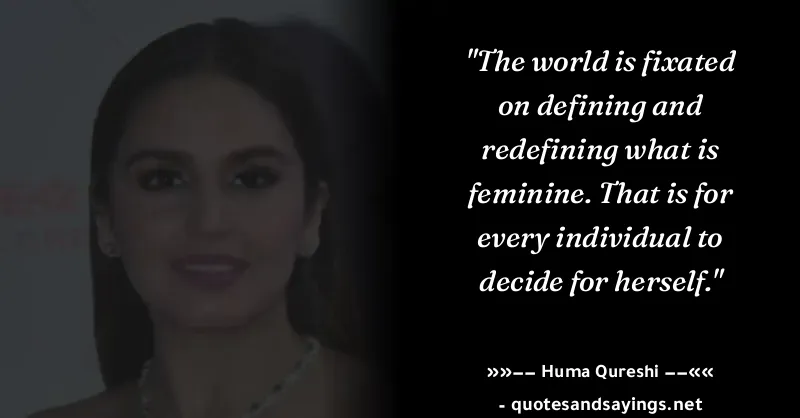 "The world is fixated
on defining and
redefining what is
feminine. That is for
every individual to
decide for herself."
»»−− Huma Qureshi −−««
- quotesandsayings.net